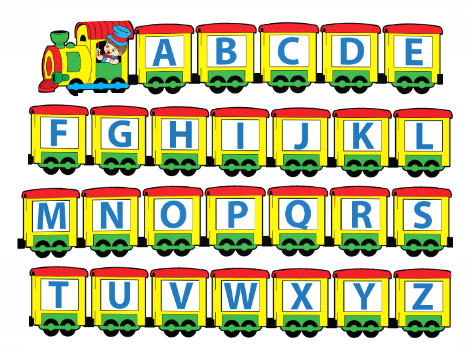 A B C D E
F G H I J K L
M N O P Q R S
T U V W X Y Z